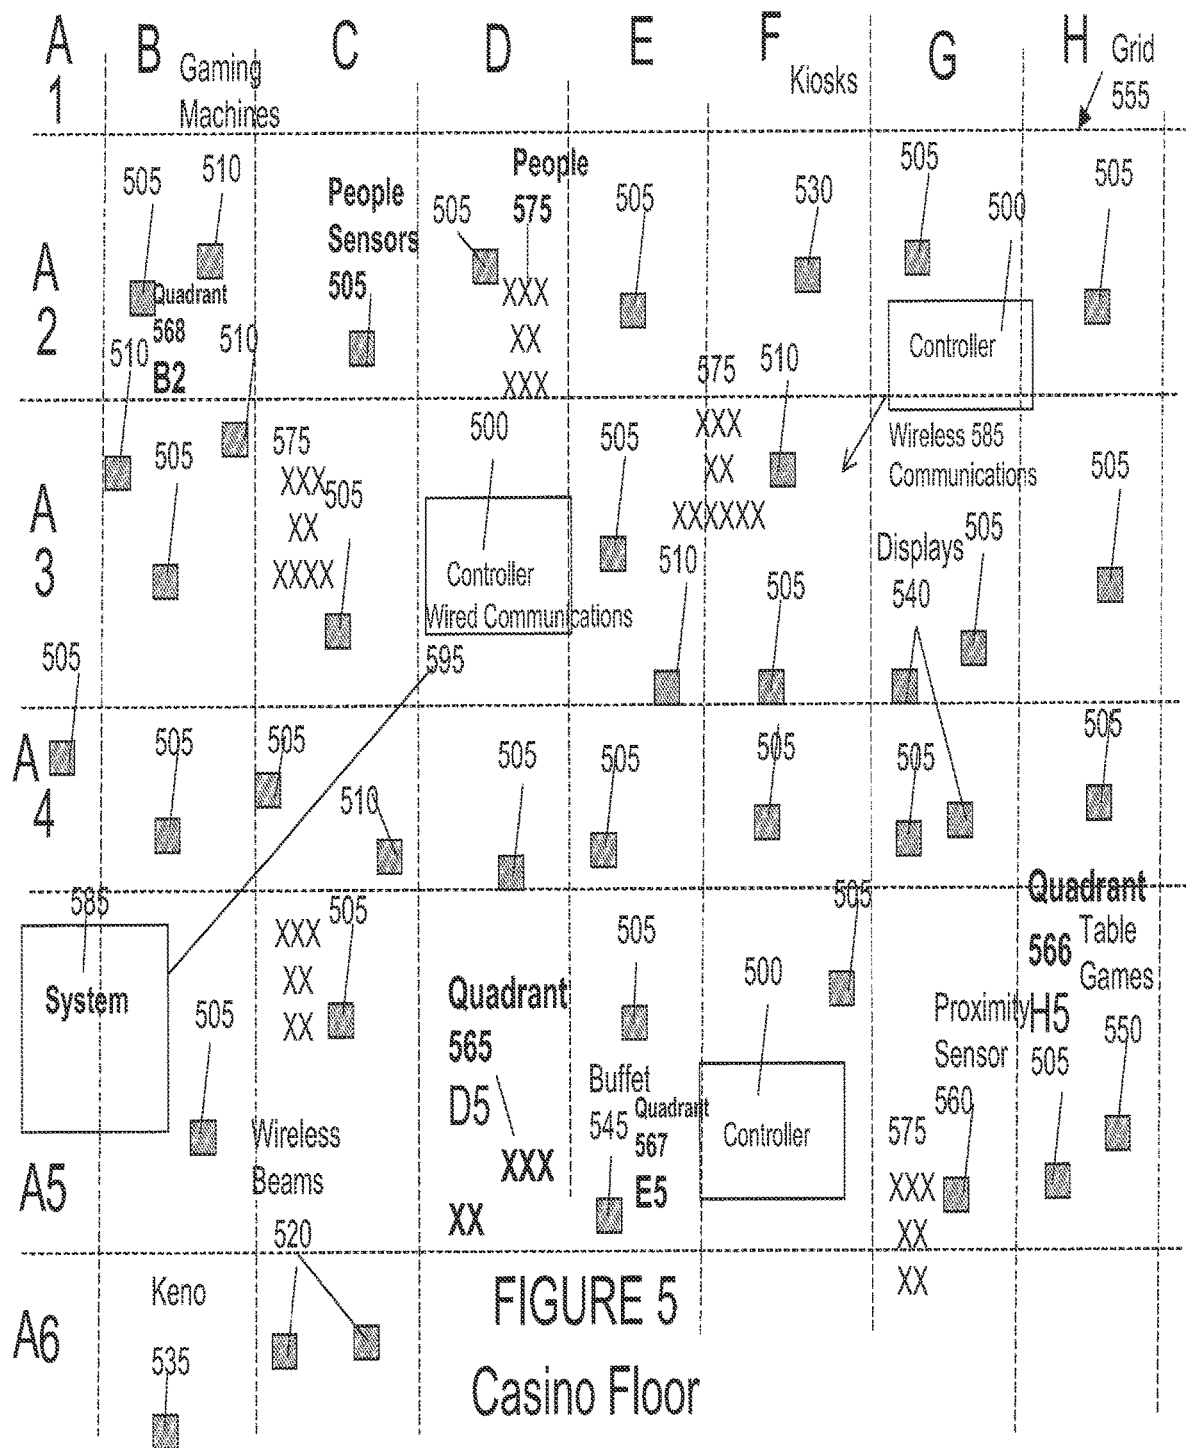 A B C D E F G H Grid
1 Gaming Kiosks 555
Machines
505 510 People 505 505
People 575 505 530 500
Sensors 505
A 505
2 Quadrant XXX
568 510 XX Controller
510 B2 XXX 575 510
575 500 505 XXX Wireless 585
505 XXX 505 XX Communications 505
A XX XXXXXX
3 XXXX Controller 510 505 Displays 505
Wired Communications 540
505 595
505 505 505 505 505 505 505
A 510
4
585 505 505 Quadrant
XXX 505 566 Table
System XX Quadrant 500 Games
505 XX 565 Proximity H5
D5 Buffet Sensor 505 550
545 Quadrant Controller 575 560
Wireless 567
Beams XXX E5 XXX
A5 XX XX
520 XX
Keno FIGURE 5
A6
535 Casino Floor